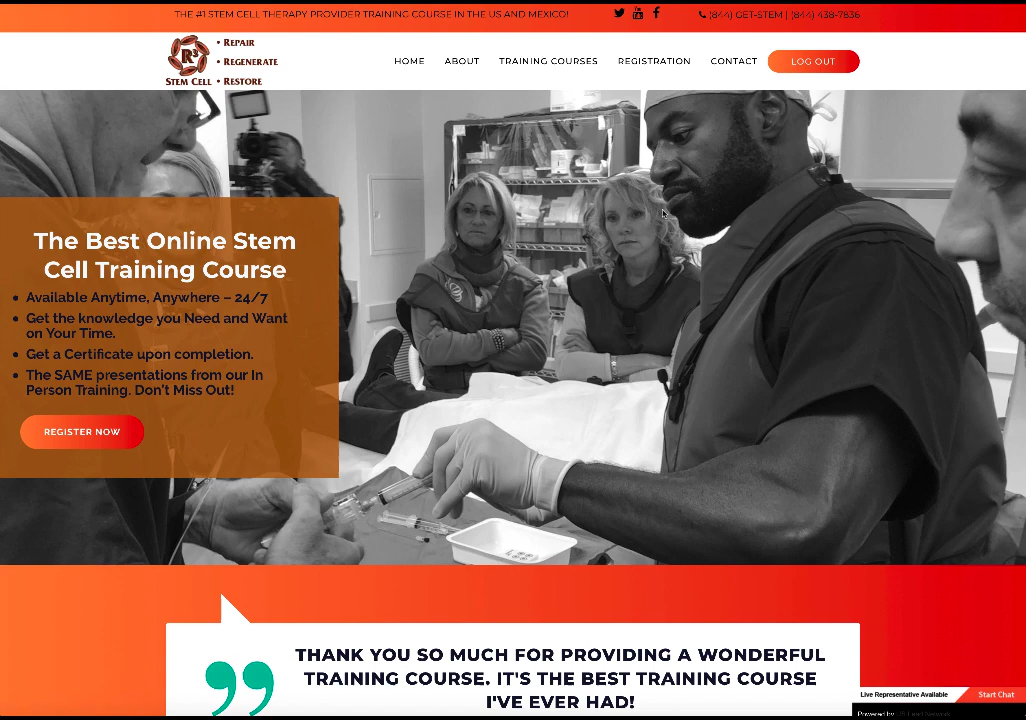 THE #1 STEM CELL THERAPY PROVIDER TRAINING COURSE IN THE US AND MEXICO!
(844) GET-STEM | (844) 438-7836
R3
• REPAIR
• REGENERATE
STEM CELL • RESTORE
HOME ABOUT TRAINING COURSES REGISTRATION CONTACT LOG OUT
The Best Online Stem
Cell Training Course
• Available Anytime, Anywhere – 24/7
• Get the knowledge you Need and Want
on Your Time.
• Get a Certificate upon completion.
• The SAME presentations from our In
Person Training. Don't Miss Out!
REGISTER NOW
THANK YOU SO MUCH FOR PROVIDING A WONDERFUL
TRAINING COURSE. IT'S THE BEST TRAINING COURSE
I'VE EVER HAD!
Live Representative Available Start Chat
Powered by